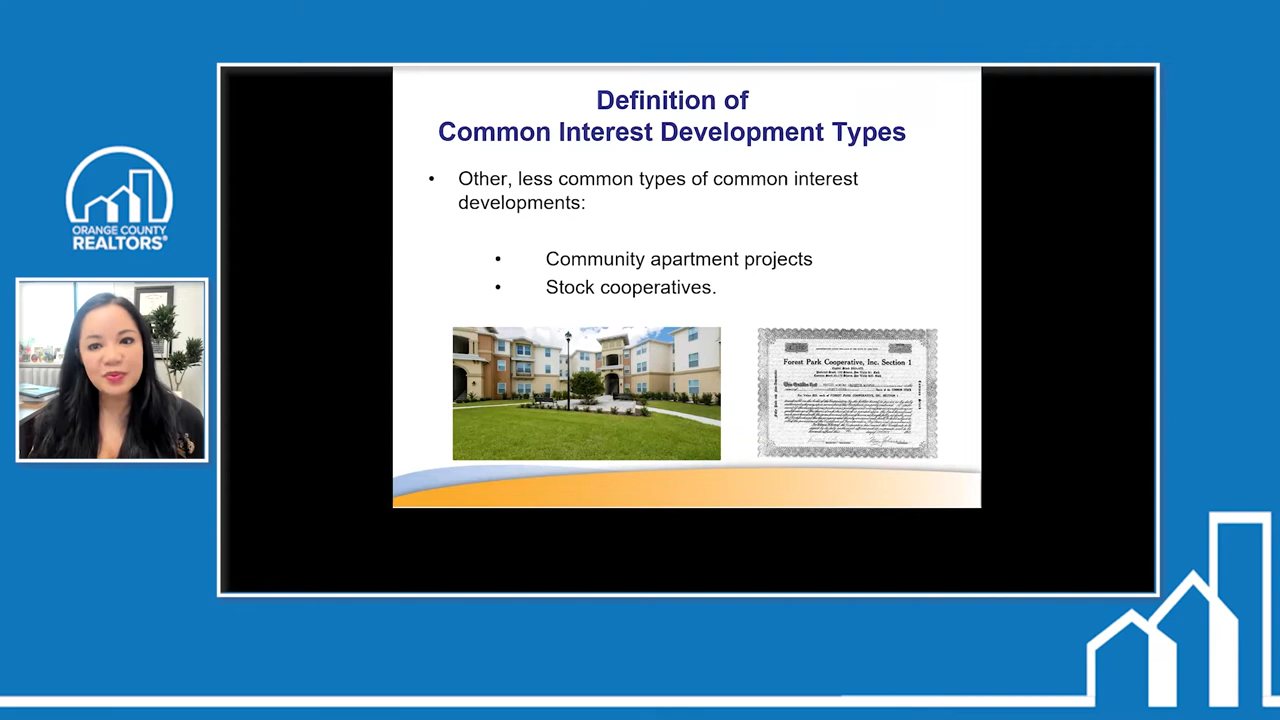 Definition of
Common Interest Development Types
• Other, less common types of common interest
developments:
• Community apartment projects
• Stock cooperatives.
ORANGE COUNTY
REALTORS®
Forest Park Cooperative, Inc. Section 1